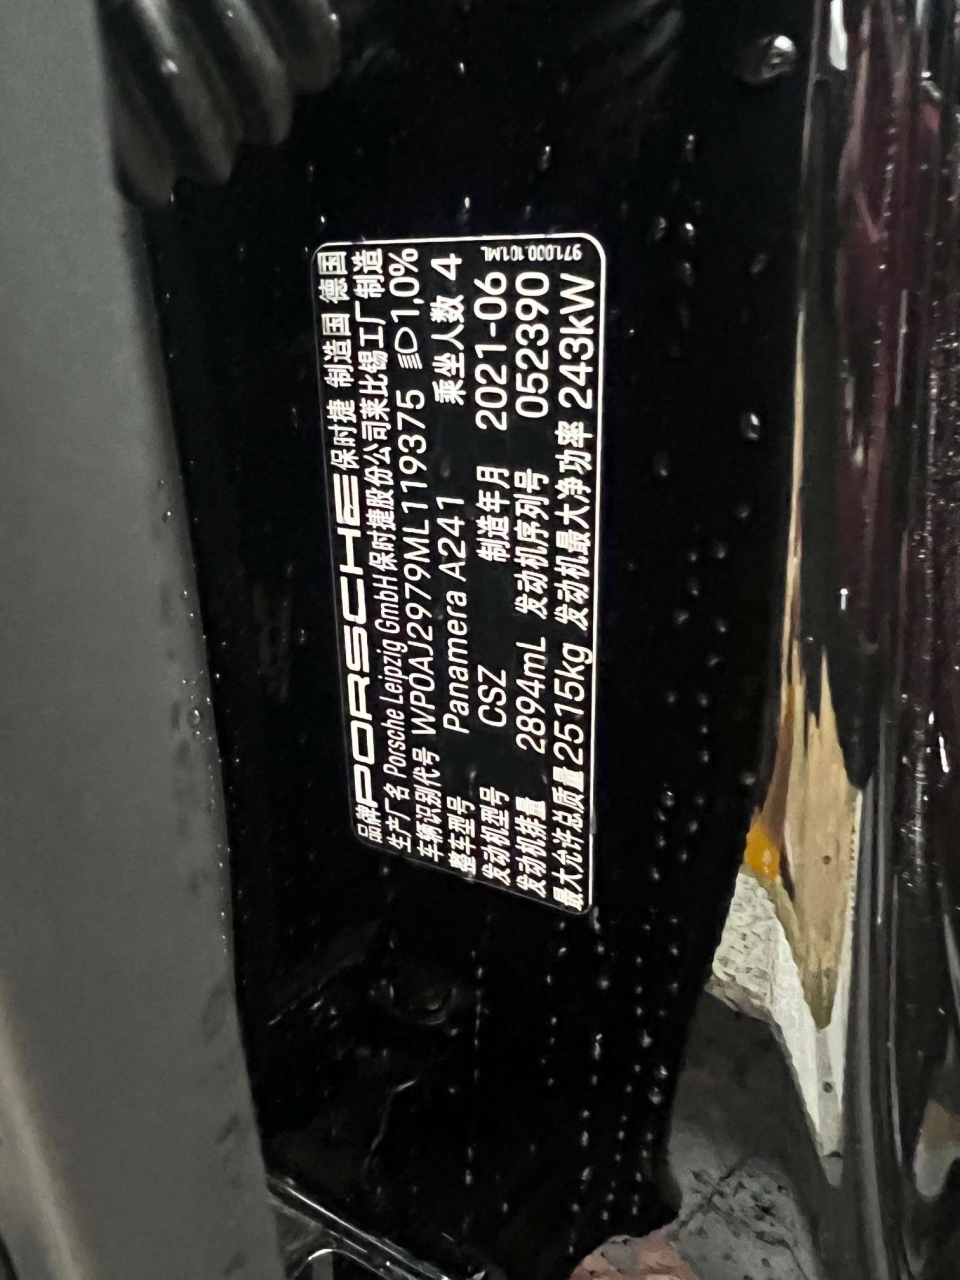 品牌 PORSCHE 保时捷 制造国 德国
生产厂名 Porsche Leipzig GmbH 保时捷股份公司莱比锡工厂制造
车辆识别代号 WP0AJ2979ML119375 1,0%
整车型号 Panamera A241 乘坐人数 4
发动机型号 CSZ 制造年月 2021-06
发动机排量 2894mL 发动机序列号 052390
最大允许总质量 2515kg 发动机最大净功率 243kW
971.000.101.ML